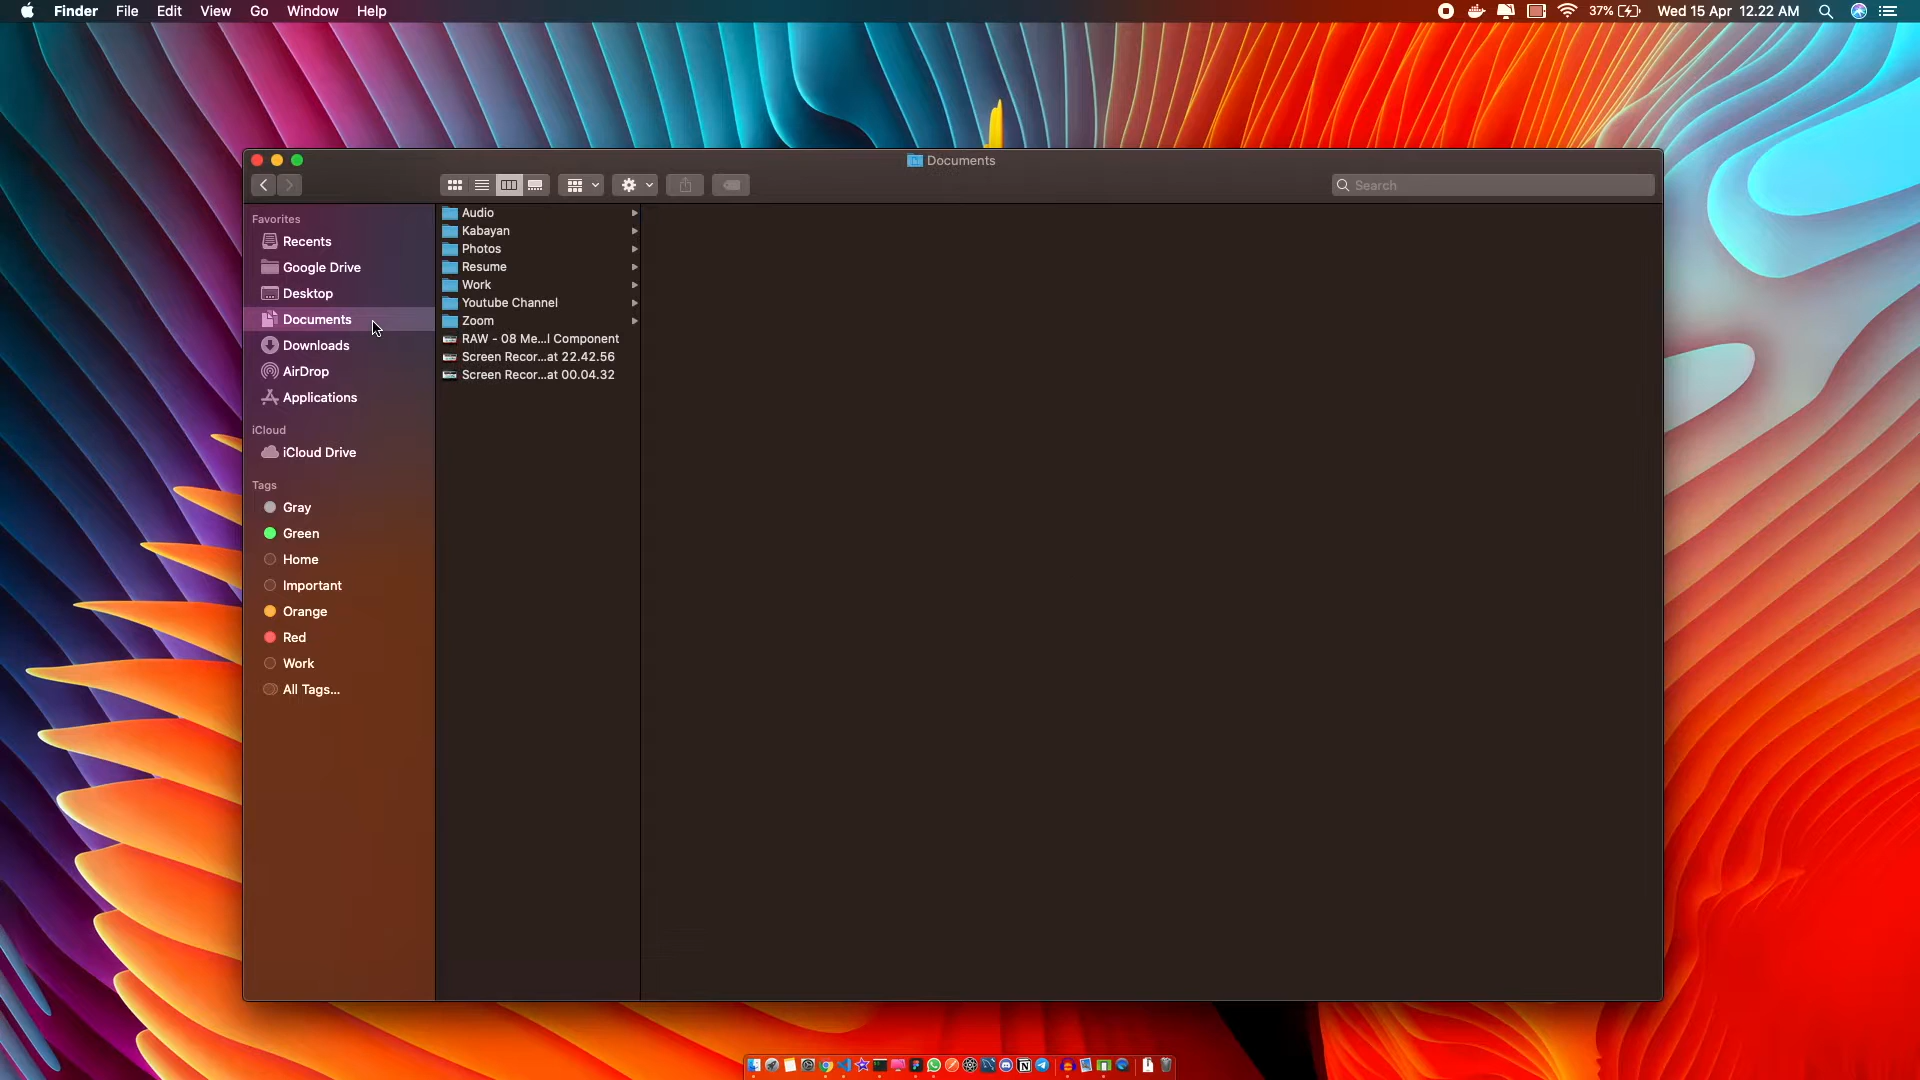 Finder File Edit View Go Window Help 37% Wed 15 Apr 12.22 AM
Documents
Search
Favorites
Recents
Google Drive
Desktop
Documents
Downloads
AirDrop
Applications
iCloud
iCloud Drive
Tags
Gray
Green
Home
Important
Orange
Red
Work
All Tags...
Audio
Kabayan
Photos
Resume
Work
Youtube Channel
Zoom
RAW - 08 Me...l Component
Screen Recor...at 22.42.56
Screen Recor...at 00.04.32